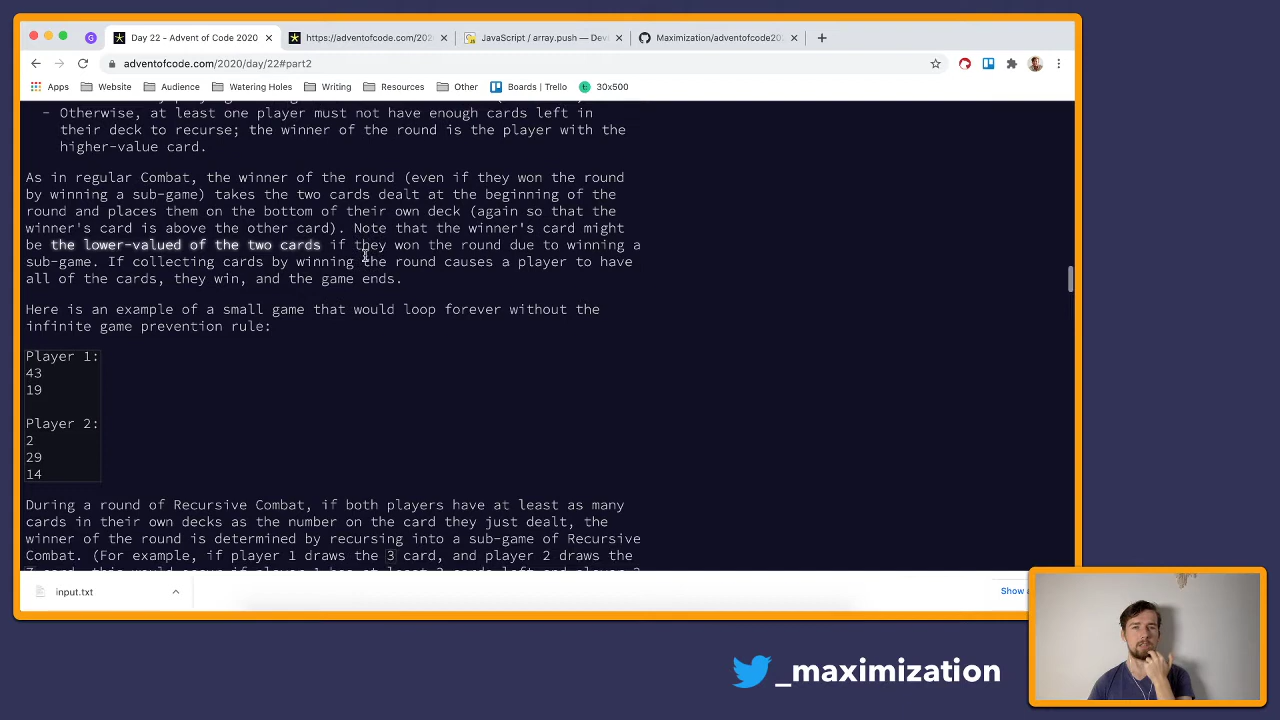 Day 22 - Advent of Code 2020
https://adventofcode.com/202
JavaScript / array.push — Dev
Maximization/adventofcode20
adventofcode.com/2020/day/22#part2
Apps
Website
Audience
Watering Holes
Writing
Resources
Other
Boards | Trello
30x500
- Otherwise, at least one player must not have enough cards left in
their deck to recurse; the winner of the round is the player with the
higher-value card.
As in regular Combat, the winner of the round (even if they won the round
by winning a sub-game) takes the two cards dealt at the beginning of the
round and places them on the bottom of their own deck (again so that the
winner's card is above the other card). Note that the winner's card might
be the lower-valued of the two cards if they won the round due to winning a
sub-game. If collecting cards by winning the round causes a player to have
all of the cards, they win, and the game ends.
Here is an example of a small game that would loop forever without the
infinite game prevention rule:
Player 1:
43
19
Player 2:
2
29
14
During a round of Recursive Combat, if both players have at least as many
cards in their own decks as the number on the card they just dealt, the
winner of the round is determined by recursing into a sub-game of Recursive
Combat. (For example, if player 1 draws the 3 card, and player 2 draws the
input.txt
Show
_maximization